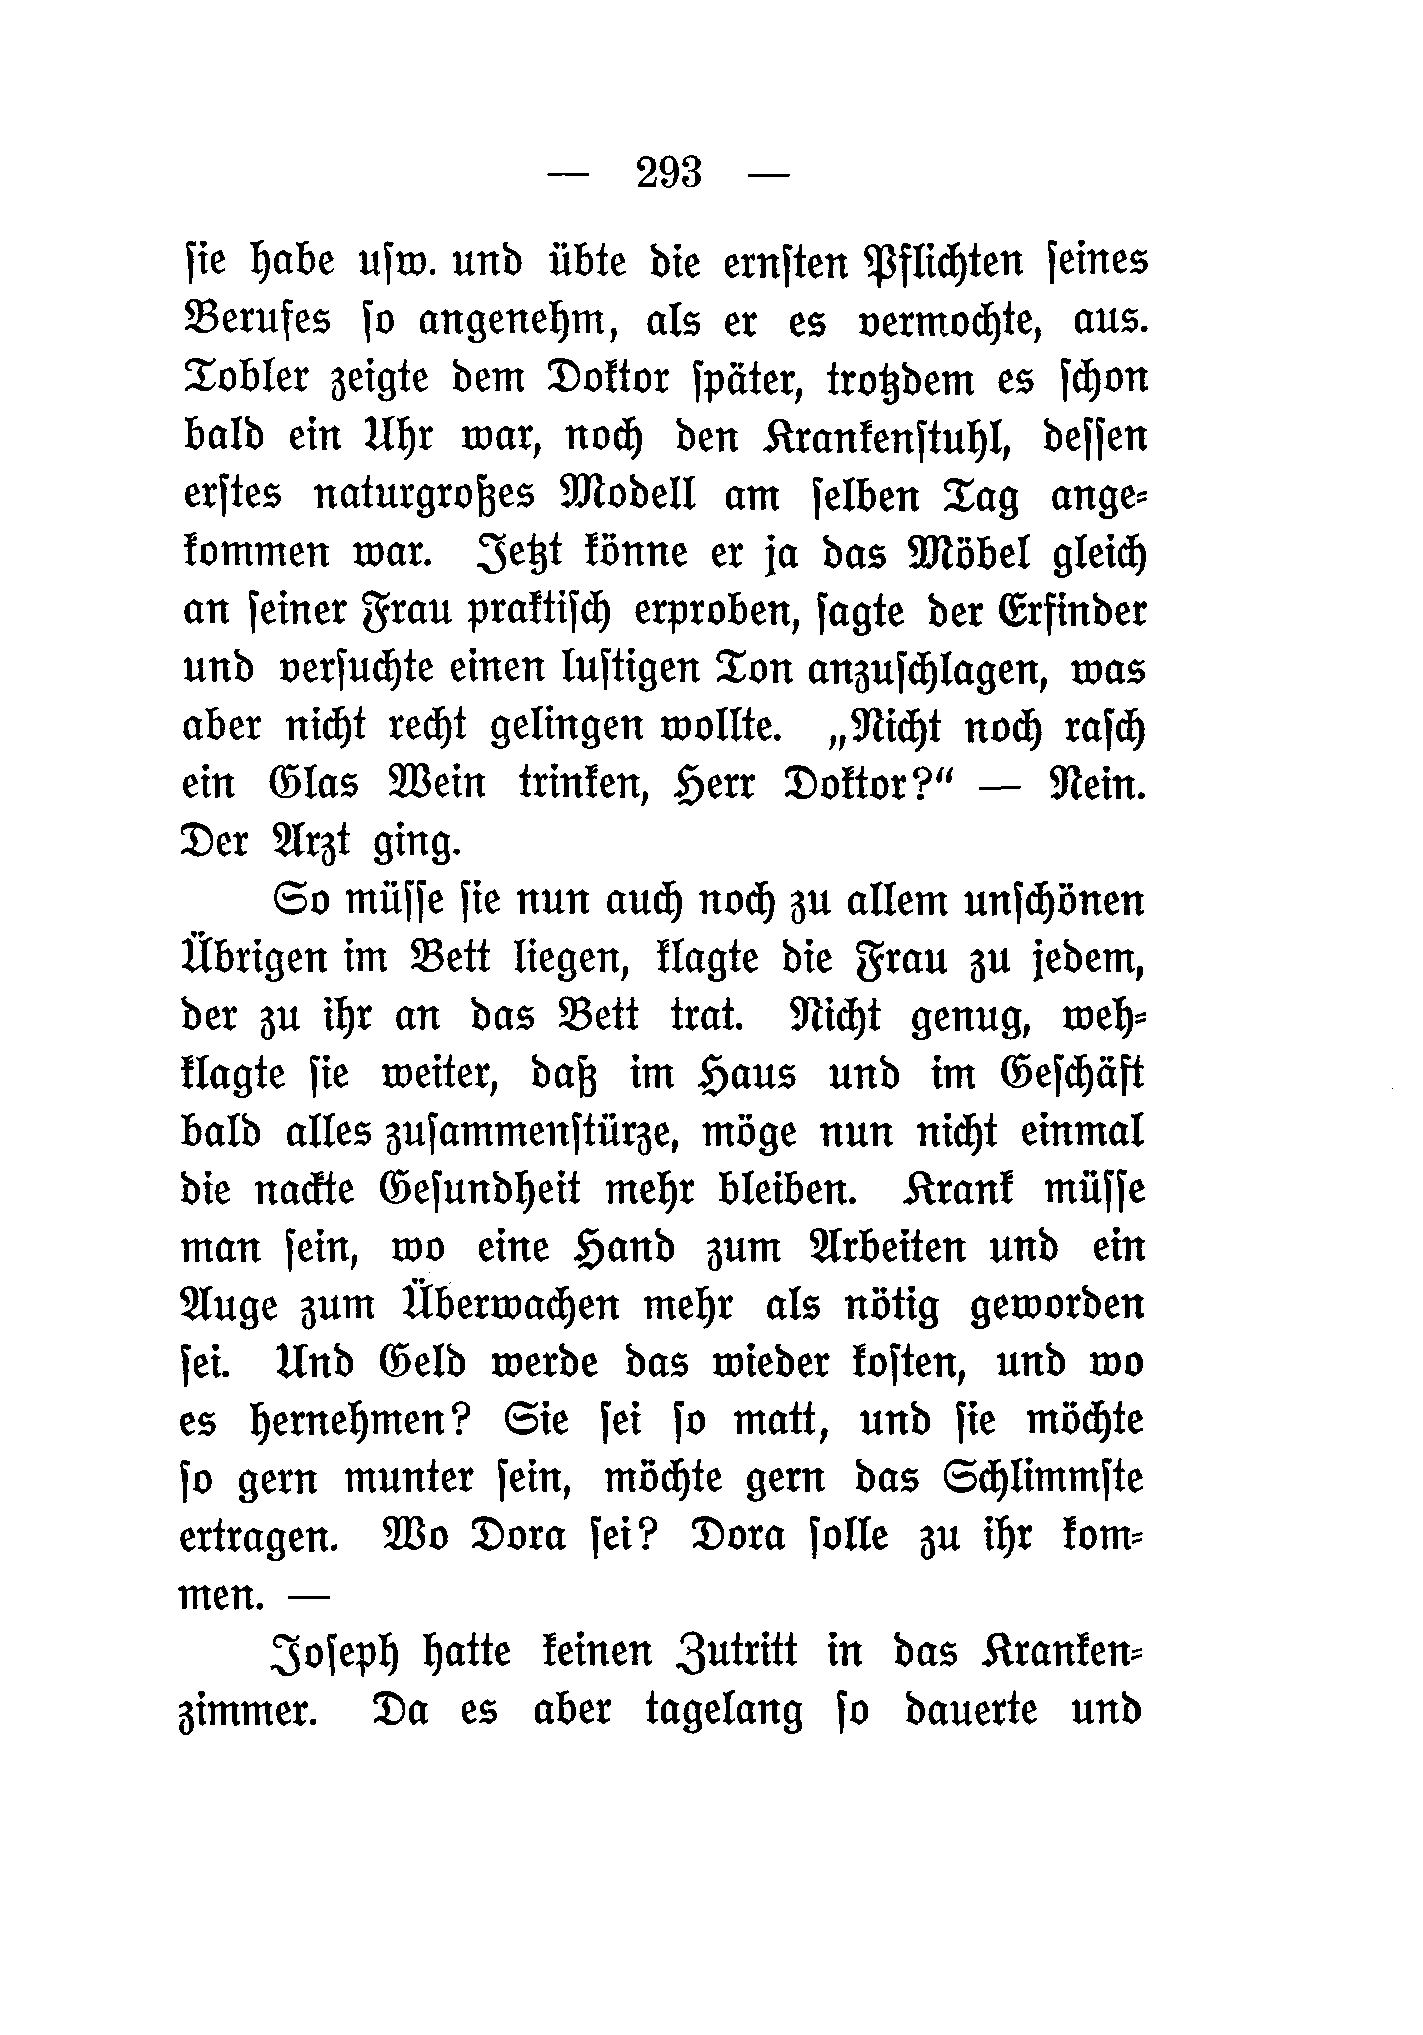 — 293 —
ſie habe uſw. und übte die ernſten Pflichten ſeines
Berufes ſo angenehm, als er es vermochte, aus.
Tobler zeigte dem Doktor ſpäter, trotzdem es ſchon
bald ein Uhr war, noch den Krankenſtuhl, deſſen
erſtes naturgroßes Modell am ſelben Tag ange⸗
kommen war. Jetzt könne er ja das Möbel gleich
an ſeiner Frau praktiſch erproben, ſagte der Erfinder
und verſuchte einen luſtigen Ton anzuſchlagen, was
aber nicht recht gelingen wollte. „Nicht noch raſch
ein Glas Wein trinken, Herr Doktor?“ — Nein.
Der Arzt ging.
So müſſe ſie nun auch noch zu allem unſchönen
Übrigen im Bett liegen, klagte die Frau zu jedem,
der zu ihr an das Bett trat. Nicht genug, weh⸗
klagte ſie weiter, daß im Haus und im Geſchäft
bald alles zuſammenſtürze, möge nun nicht einmal
die nackte Geſundheit mehr bleiben. Krank müſſe
man ſein, wo eine Hand zum Arbeiten und ein
Auge zum Überwachen mehr als nötig geworden
ſei. Und Geld werde das wieder koſten, und wo
es hernehmen? Sie ſei ſo matt, und ſie möchte
ſo gern munter ſein, möchte gern das Schlimmſte
ertragen. Wo Dora ſei? Dora ſolle zu ihr kom⸗
men. —
Joſeph hatte keinen Zutritt in das Kranken⸗
zimmer. Da es aber tagelang ſo dauerte und